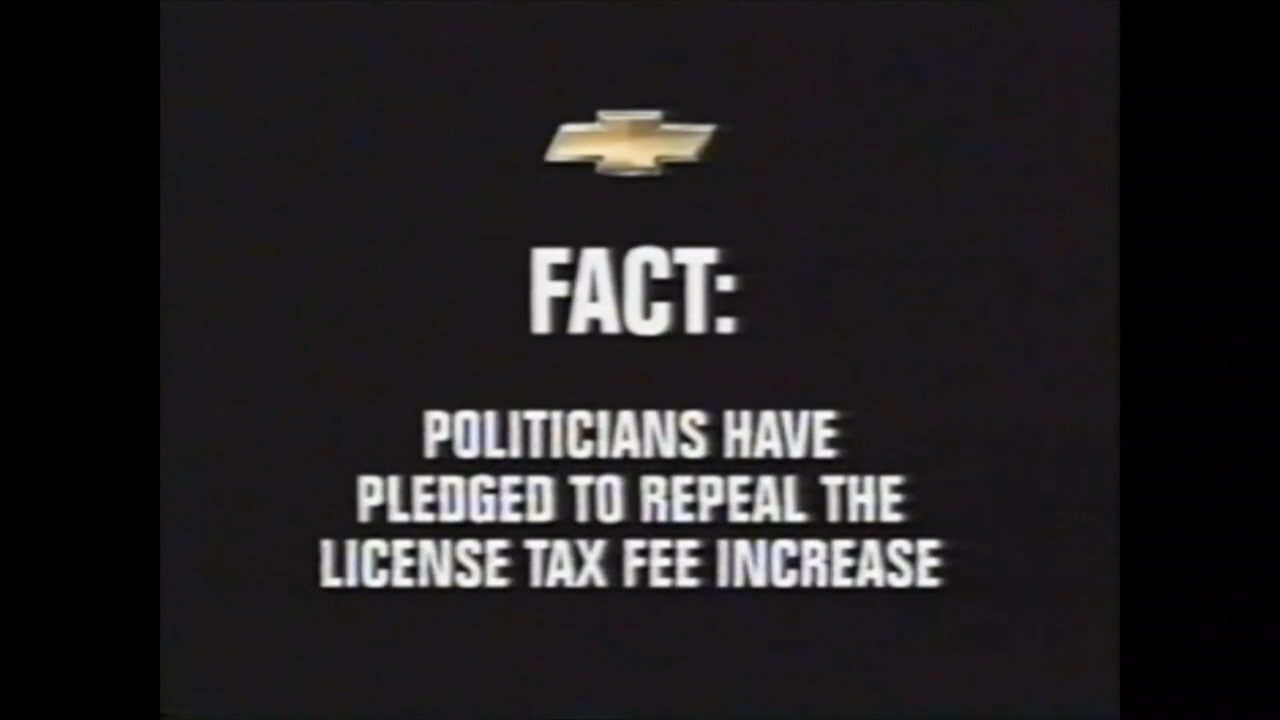 FACT:
POLITICIANS HAVE
PLEDGED TO REPEAL THE
LICENSE TAX FEE INCREASE